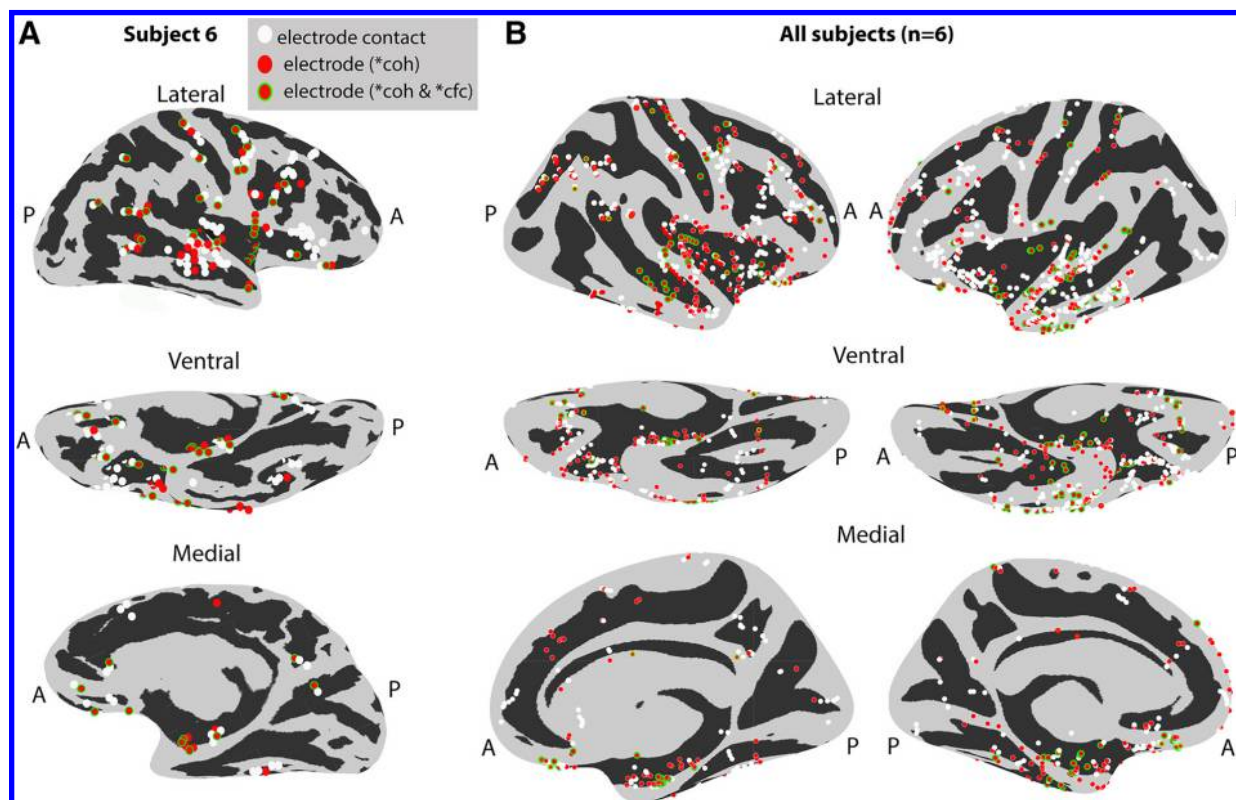 A
Subject 6
electrode contact
electrode (*coh)
electrode (*coh & *cfc)
Lateral
P
A
Ventral
A
P
Medial
A
P
B
All subjects (n=6)
Lateral
P
A
A
Ventral
A
P
A
P
Medial
A
P
P
A